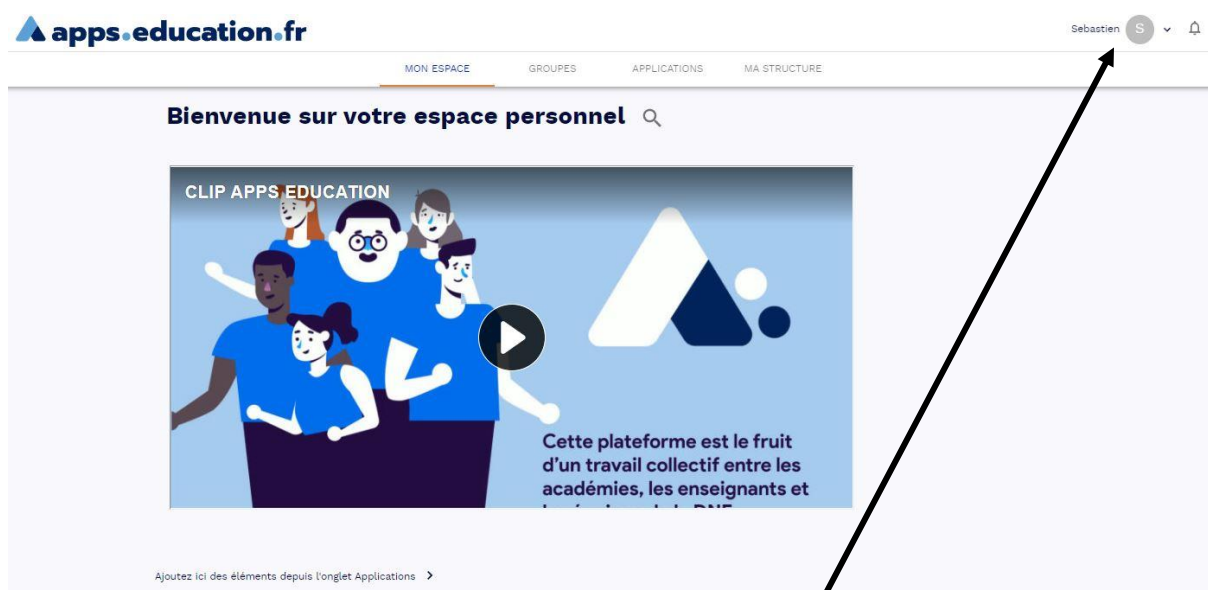 apps.education.fr
Sebastien S
MON ESPACE GROUPES APPLICATIONS MA STRUCTURE
Bienvenue sur votre espace personnel
CLIP APPS EDUCATION
Cette plateforme est le fruit
d'un travail collectif entre les
académies, les enseignants et
Ajoutez ici des éléments depuis l'onglet Applications